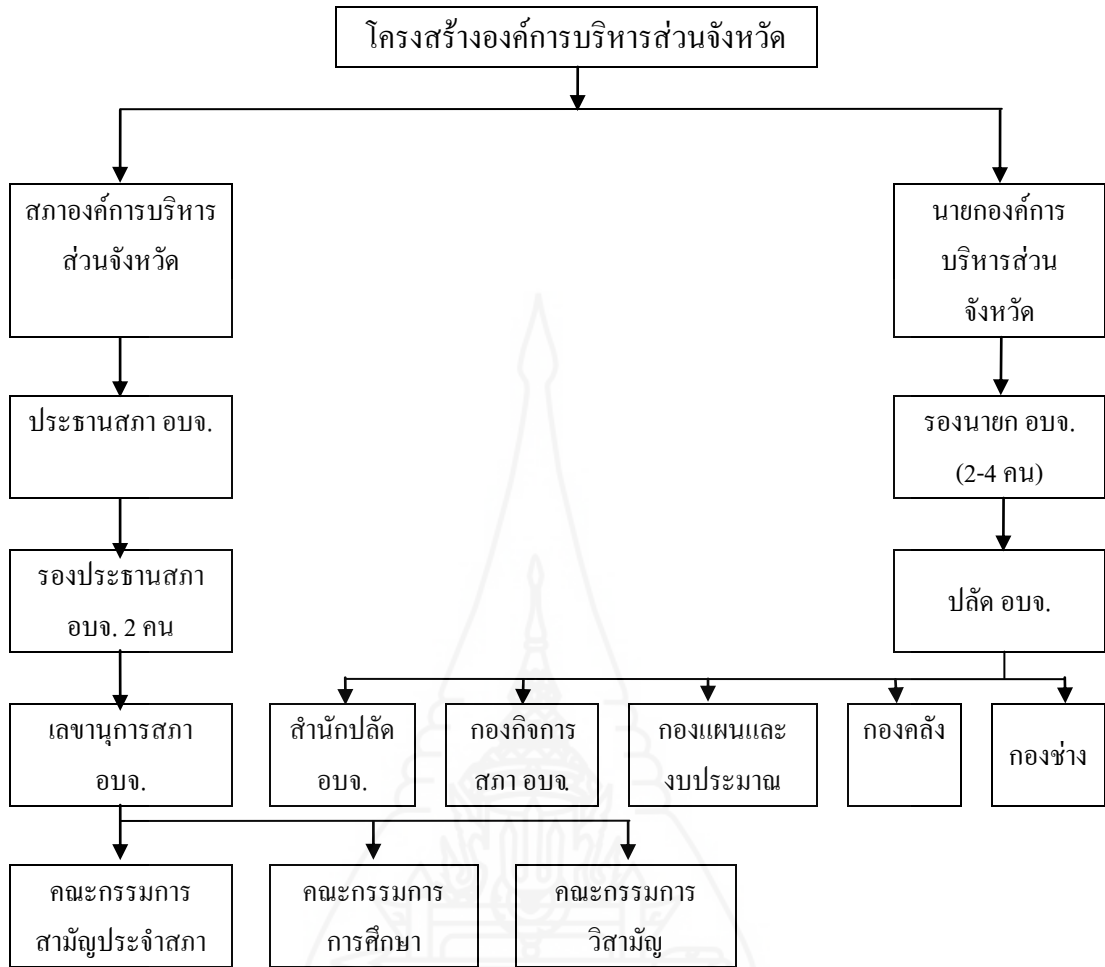 โครงสร้างองค์การบริหารส่วนจังหวัด
สภาองค์การบริหาร
ส่วนจังหวัด
นายกองค์การ
บริหารส่วน
จังหวัด
ประธานสภา อบจ.
รองนายก อบจ.
(2-4 คน)
รองประธานสภา
อบจ. 2 คน
ปลัด อบจ.
เลขานุการสภา
อบจ.
สำนักปลัด
อบจ.
กองกิจการ
สภา อบจ.
กองแผนและ
งบประมาณ
กองคลัง
กองช่าง
คณะกรรมการ
สามัญประจำสภา
คณะกรรมการ
การศึกษา
คณะกรรมการ
วิสามัญ